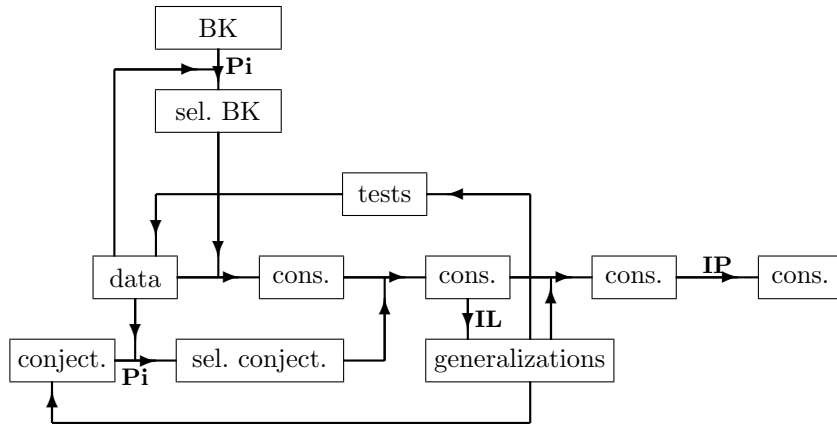 BK
Pi
sel. BK
tests
data
cons.
cons.
cons.
IP
cons.
IL
conject.
Pi
sel. conject.
generalizations